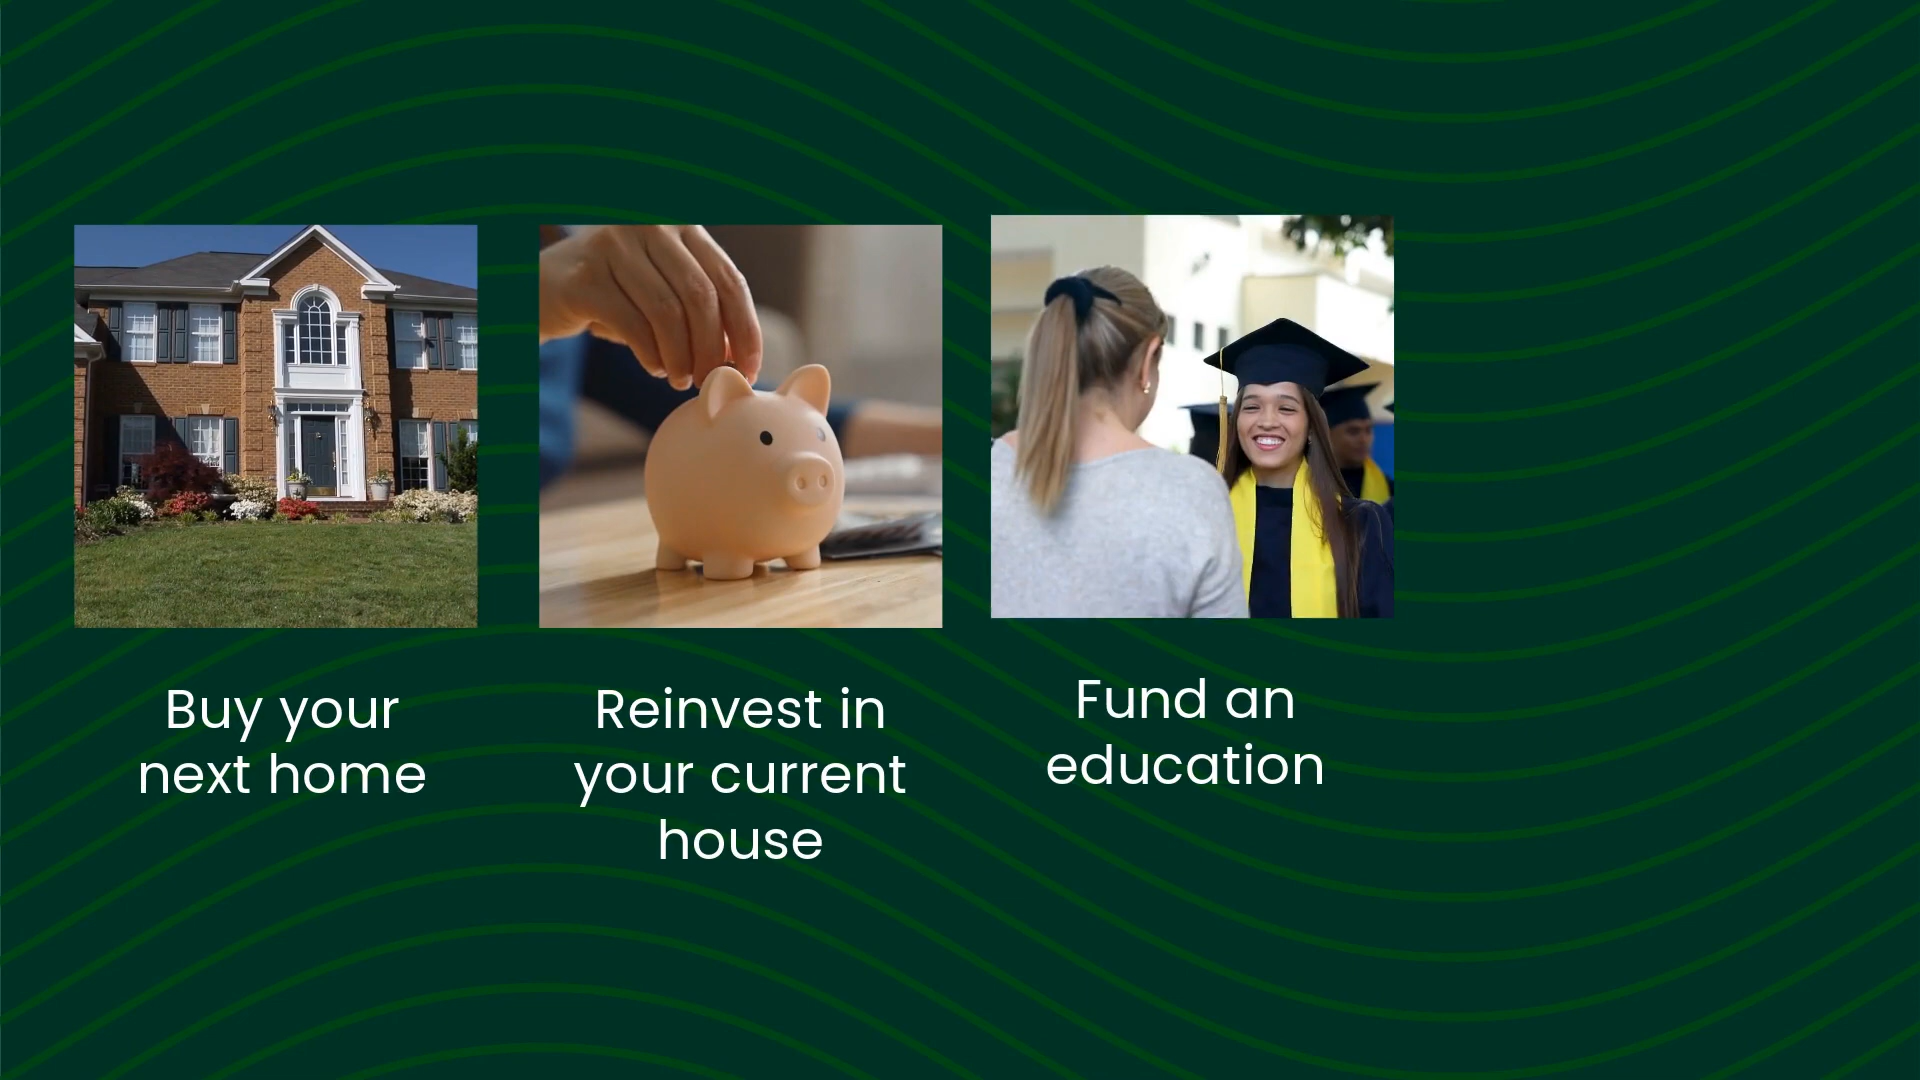 Buy your
next home
Reinvest in
your current
house
Fund an
education